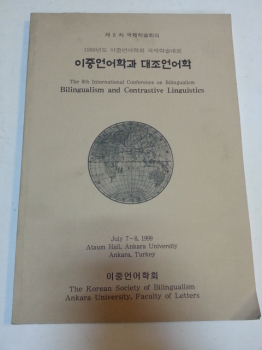 제 8 차 국제학술회의
1999년도 이중언어학회 국제학술대회
이중언어학과 대조언어학
The 8th International Conference on Bilingualism
Bilingualism and Contrastive Linguistics
July 7~8, 1999
Ataum Hall, Ankara University
Ankara, Turkey
이중언어학회
The Korean Society of Bilingualism
Ankara University, Faculty of Letters